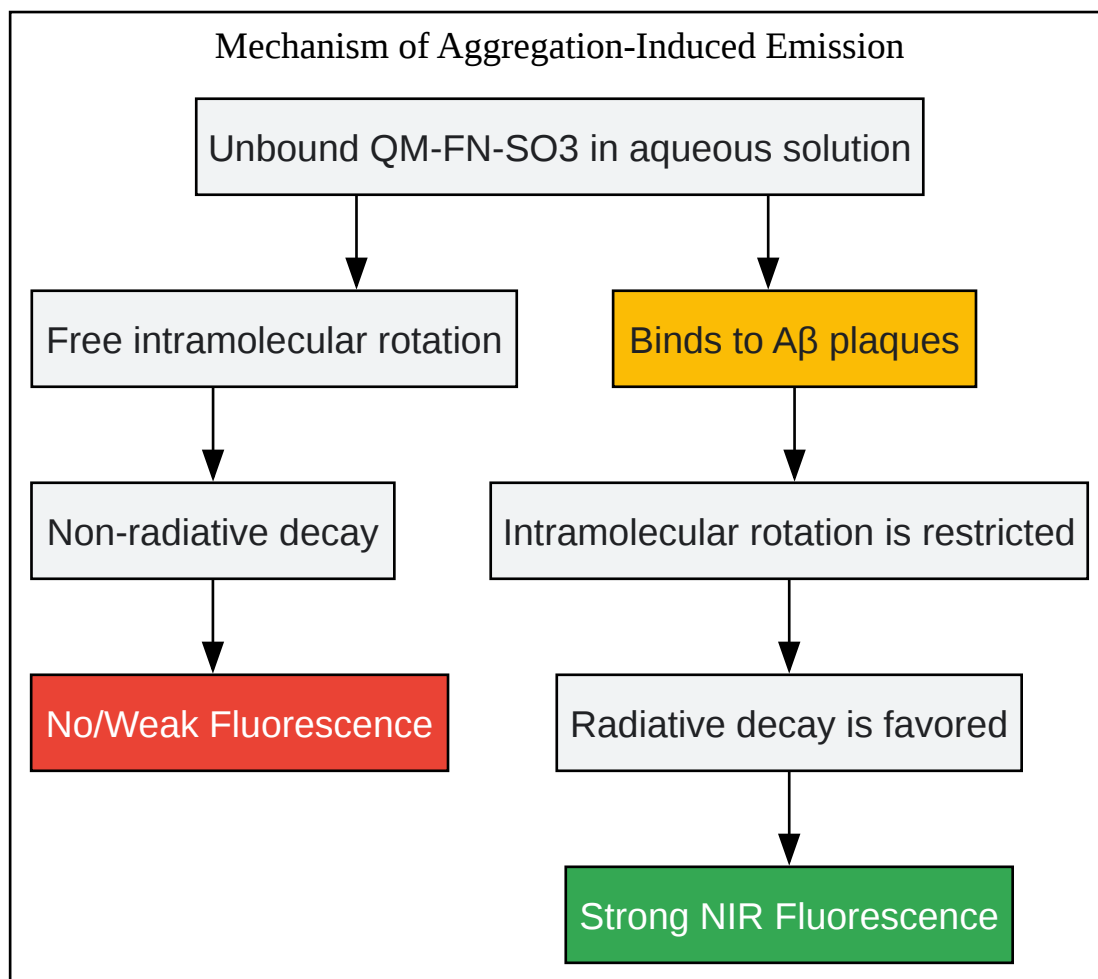 Mechanism of Aggregation-Induced Emission
Unbound QM-FN-SO3 in aqueous solution
Free intramolecular rotation
Binds to Aβ plaques
Non-radiative decay
Intramolecular rotation is restricted
No/Weak Fluorescence
Radiative decay is favored
Strong NIR Fluorescence